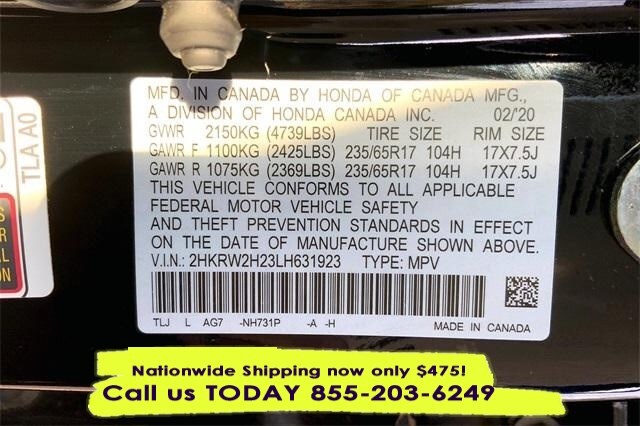 MFD. IN CANADA BY HONDA OF CANADA MFG.,
A DIVISION OF HONDA CANADA INC. 02/'20
GWR 2150KG (4739LBS) TIRE SIZE RIM SIZE
GAWR F 1100KG (2425LBS) 235/65R17 104H 17X7.5J
GAWR R 1075KG (2369LBS) 235/65R17 104H 17X7.5J
THIS VEHICLE CONFORMS TO ALL APPLICABLE
FEDERAL MOTOR VEHICLE SAFETY
AND THEFT PREVENTION STANDARDS IN EFFECT
ON THE DATE OF MANUFACTURE SHOWN ABOVE.
V.I.N.: 2HKRW2H23LH631923 TYPE: MPV
TLJ L AG7 -NH731P -A -H
MADE IN CANADA
TLA A0
Nationwide Shipping now only $475!
Call us TODAY 855-203-6249